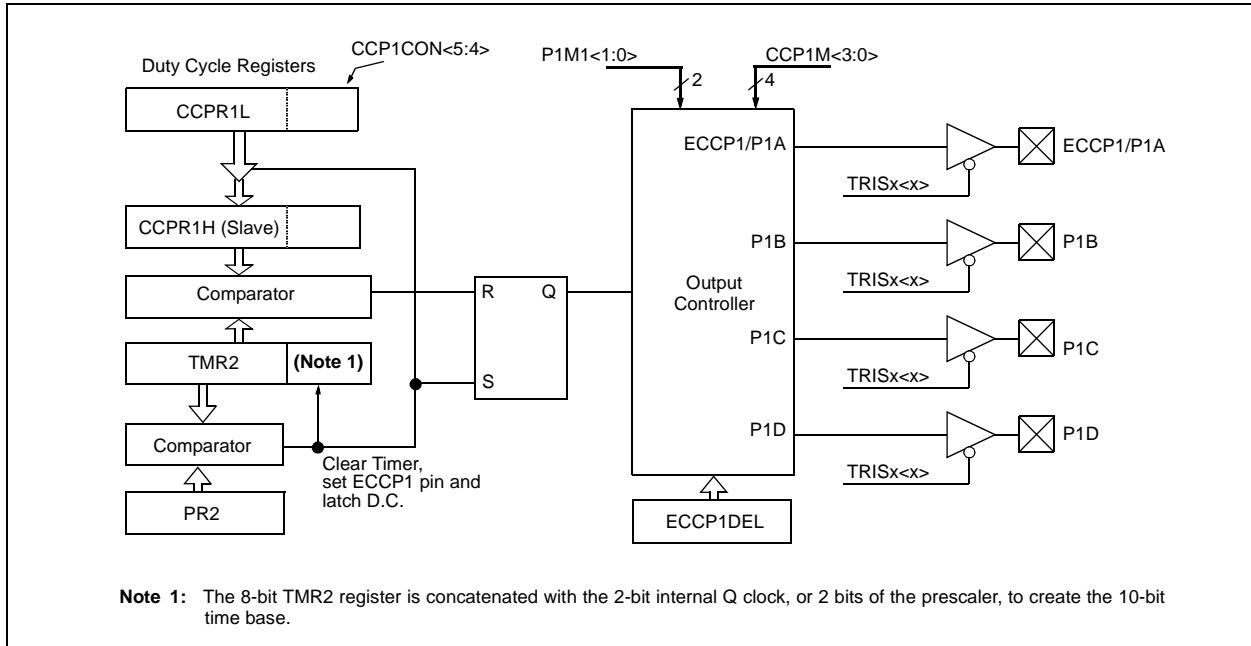 CCP1CON<5:4>
Duty Cycle Registers
CCPR1L
CCPR1H (Slave)
Comparator
TMR2
(Note 1)
Comparator
PR2
Clear Timer,
set ECCP1 pin and
latch D.C.
R
Q
S
P1M1<1:0>
2
CCP1M<3:0>
4
Output
Controller
ECCP1/P1A
P1B
P1C
P1D
ECCP1DEL
TRISx<x>
ECCP1/P1A
TRISx<x>
P1B
TRISx<x>
P1C
TRISx<x>
P1D
Note 1: The 8-bit TMR2 register is concatenated with the 2-bit internal Q clock, or 2 bits of the prescaler, to create the 10-bit
time base.